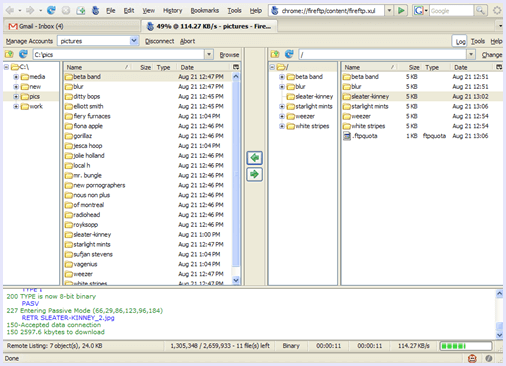 File Edit View History Bookmarks Tools Help chrome://fireftp/content/fireftp.xul Google
Gmail - Inbox (4) 49% @ 114.27 KB/s - pictures - Fire...
Manage Accounts pictures Disconnect Abort Log Tools Help
C:\pics Browse / Change
C:\
media
new
pics
work
Name Size Type Date
beta band Aug 21 12:47 PM
blur Aug 21 12:47 PM
ditty bops Aug 21 12:45 PM
elliott smith Aug 21 12:45 PM
fiery furnaces Aug 21 1:04 PM
fiona apple Aug 21 12:46 PM
gorillaz Aug 21 12:46 PM
jesca hoop Aug 21 1:04 PM
jolie holland Aug 21 12:46 PM
local h Aug 21 12:46 PM
mr. bungle Aug 21 12:46 PM
new pornographers Aug 21 12:46 PM
nous non plus Aug 21 12:46 PM
of montreal Aug 21 12:46 PM
radiohead Aug 21 12:46 PM
royksopp Aug 21 12:46 PM
sleater-kinney Aug 21 1:00 PM
starlight mints Aug 21 12:46 PM
sufjan stevens Aug 21 1:04 PM
vagenius Aug 21 1:04 PM
weezer Aug 21 12:47 PM
white stripes Aug 21 12:47 PM
/
beta band
blur
sleater-kinney
starlight mints
weezer
white stripes
Name Size Type Date
beta band 5 KB Aug 21 12:51
blur 5 KB Aug 21 12:51
sleater-kinney 5 KB Aug 21 13:02
starlight mints 5 KB Aug 21 13:06
weezer 5 KB Aug 21 12:54
white stripes 5 KB Aug 21 12:54
.ftpquota 1 KB ftpquota Aug 21 13:06
TYPE I
200 TYPE is now 8-bit binary
PASV
227 Entering Passive Mode (66,29,86,123,96,184)
RETR SLEATER-KINNEY_2.jpg
150-Accepted data connection
150 2597.6 kbytes to download
Remote Listing: 7 object(s), 24.0 KB 1,305,348 / 2,659,933 - 11 file(s) left Binary 00:00:11 00:00:11 114.27 KB/s
Done